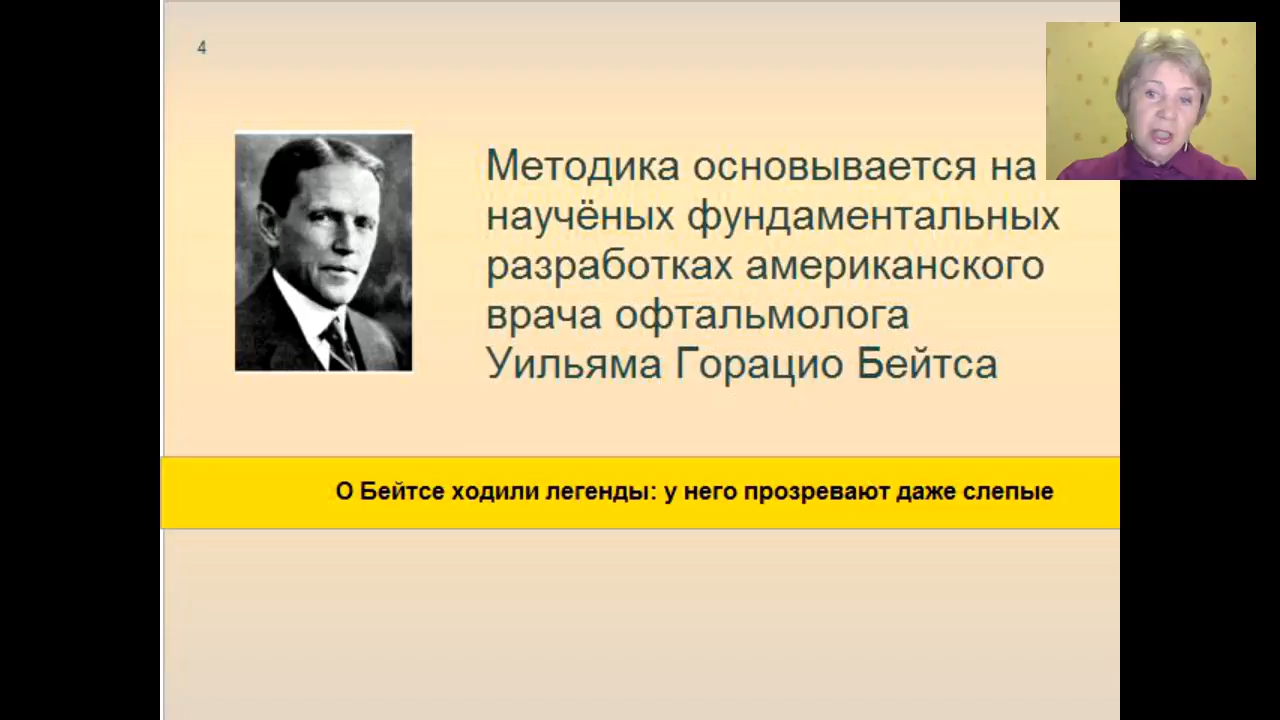 4
Методика основывается на
научёных фундаментальных
разработках американского
врача офтальмолога
Уильяма Горацио Бейтса
О Бейтсе ходили легенды: у него прозревают даже слепые